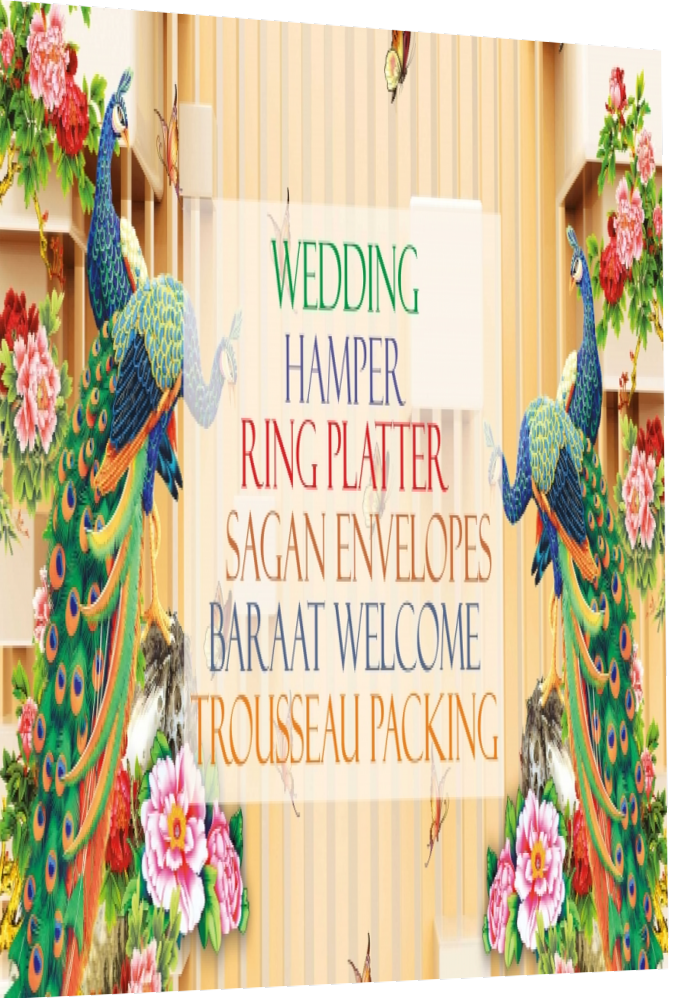 WEDDING
HAMPER
RING PLATTER
SAGAN ENVELOPES
BARAAT WELCOME
TROUSSEAU PACKING